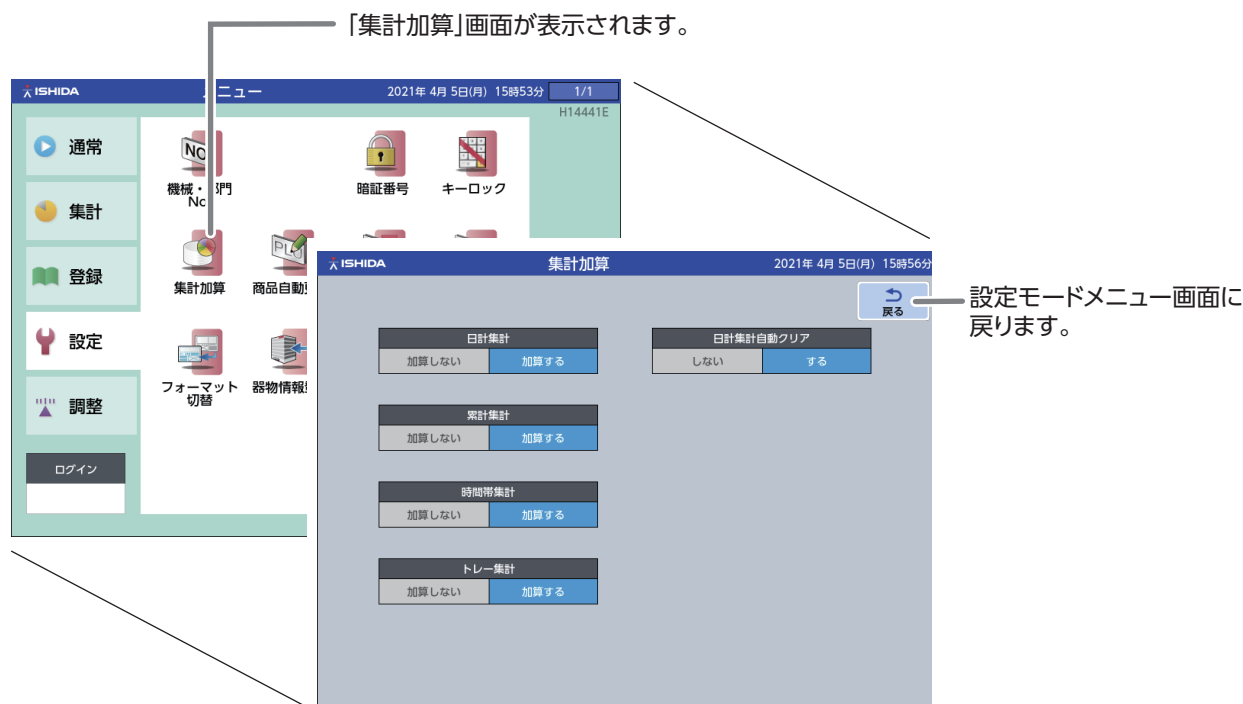 「集計加算」画面が表示されます。
ISHIDA
ニュー
2021年 4月 5日(月) 15時53分
1/1
H14441E
通常
集計
登録
設定
調整
ログイン
No
機械・
門
No
暗証番号
キーロック
集計加算
PLU
商品自動
フォーマット
切替
器物情報
ISHIDA
集計加算
2021年 4月 5日(月) 15時56分
戻る
設定モードメニュー画面に
戻ります。
日計集計
加算しない 加算する
日計集計自動クリア
しない する
累計集計
加算しない 加算する
時間帯集計
加算しない 加算する
トレー集計
加算しない 加算する